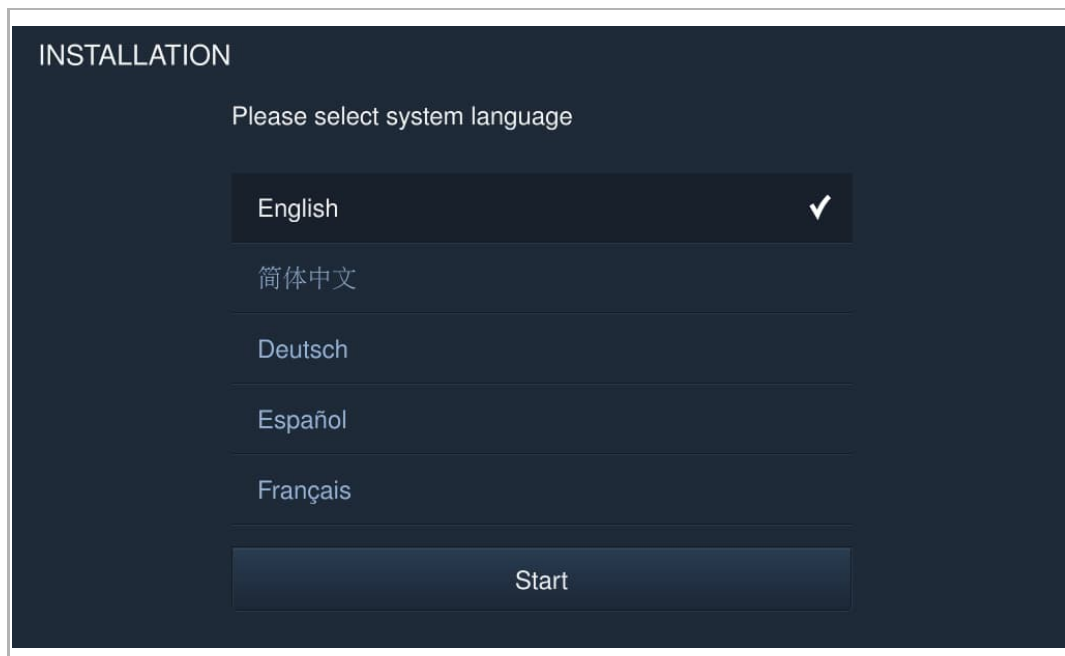 INSTALLATION
Please select system language
English
简体中文
Deutsch
Español
Français
Start